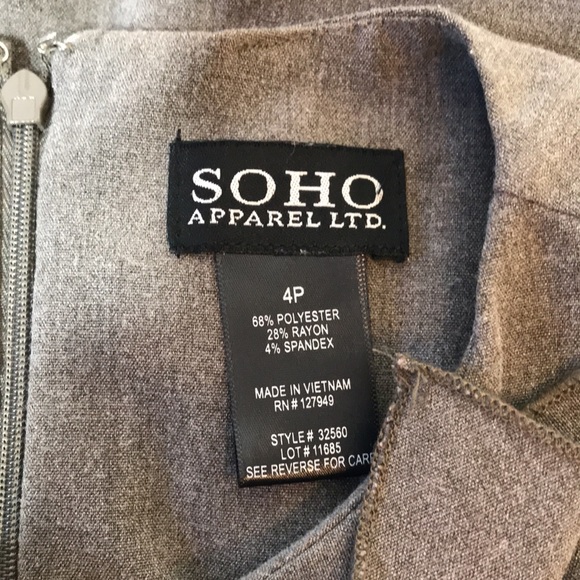 SOHO
APPAREL LTD.
4P
68% POLYESTER
28% RAYON
4% SPANDEX
MADE IN VIETNAM
RN# 127949
STYLE# 32560
LOT# 11685
SEE REVERSE FOR CARE